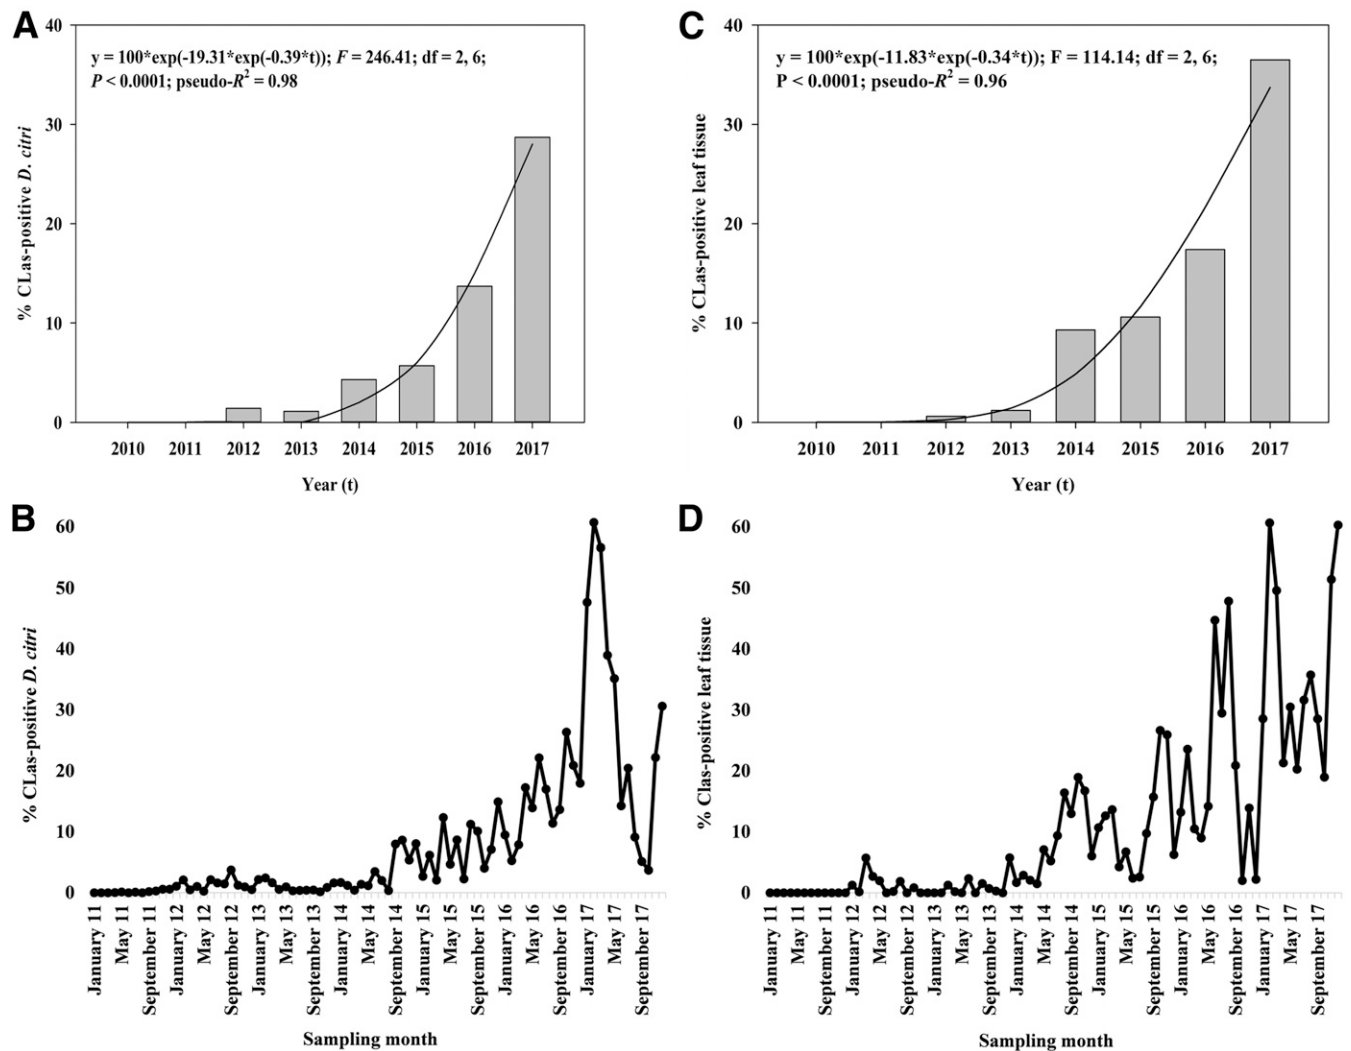 A
y = 100*exp(-19.31*exp(-0.39*t)); F = 246.41; df = 2, 6;
P < 0.0001; pseudo-R² = 0.98
% CLas-positive D. citri
40
30
20
10
0
2010 2011 2012 2013 2014 2015 2016 2017
Year (t)
C
y = 100*exp(-11.83*exp(-0.34*t)); F = 114.14; df = 2, 6;
P < 0.0001; pseudo-R² = 0.96
% CLas-positive leaf tissue
40
30
20
10
0
2010 2011 2012 2013 2014 2015 2016 2017
Year (t)
B
% CLas-positive D. citri
60
50
40
30
20
10
0
January 11
May 11
September 11
January 12
May 12
September 12
January 13
May 13
September 13
January 14
May 14
September 14
January 15
May 15
September 15
January 16
May 16
September 16
January 17
May 17
September 17
Sampling month
D
% Clas-positive leaf tissue
60
50
40
30
20
10
0
January 11
May 11
September 11
January 12
May 12
September 12
January 13
May 13
September 13
January 14
May 14
September 14
January 15
May 15
September 15
January 16
May 16
September 16
January 17
May 17
September 17
Sampling month